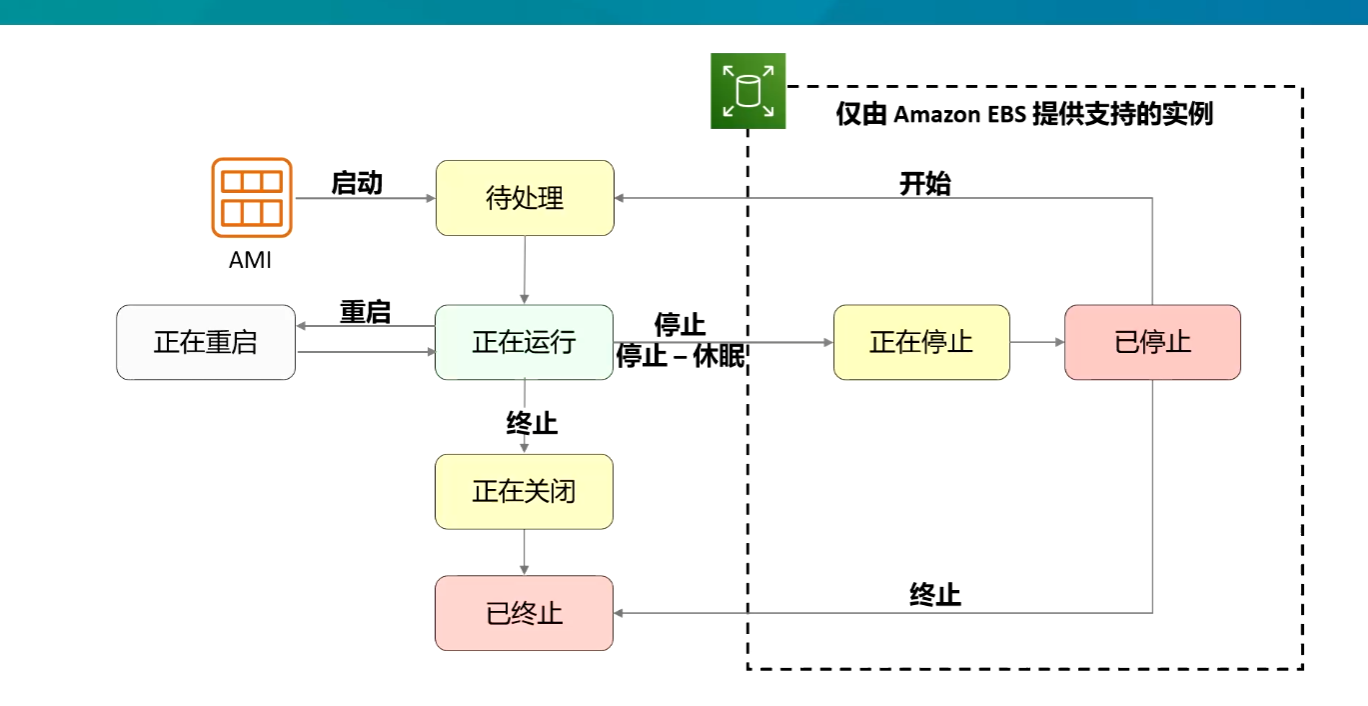 仅由 Amazon EBS 提供支持的实例
启动
待处理
开始
AMI
正在重启
重启
正在运行
停止
停止 – 休眠
正在停止
已停止
终止
正在关闭
已终止
终止